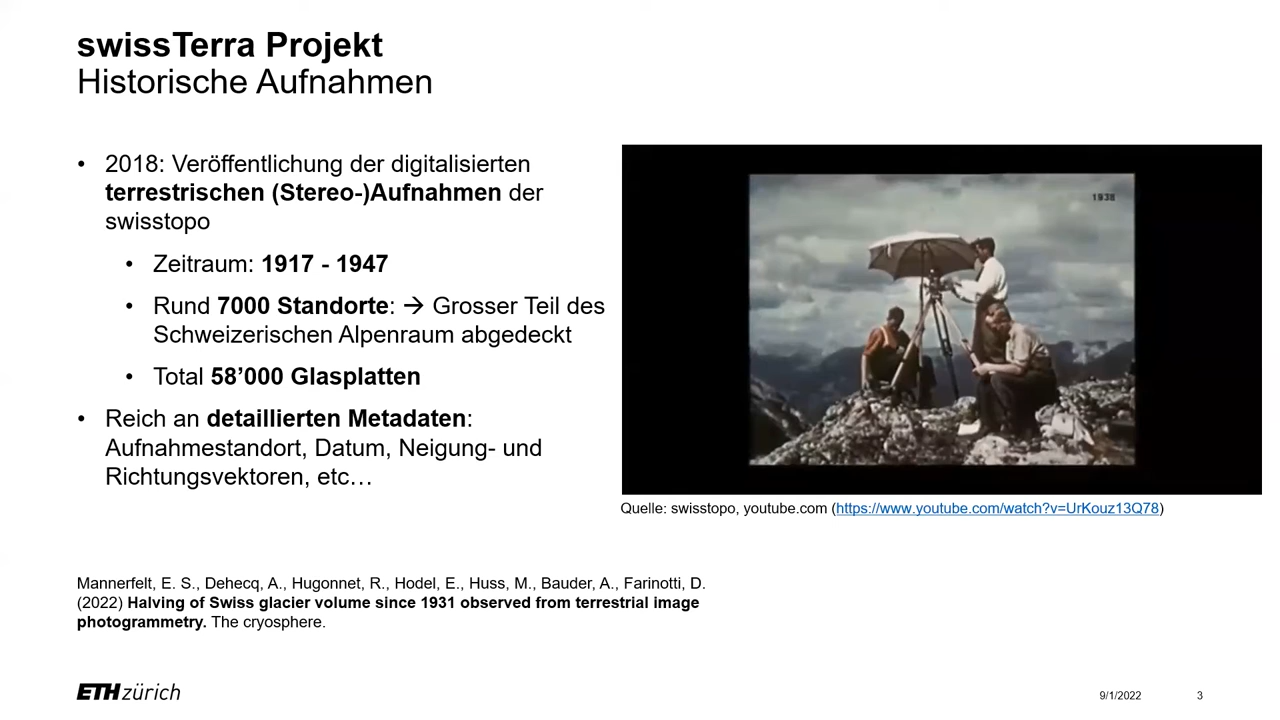 swissTerra Projekt
Historische Aufnahmen
• 2018: Veröffentlichung der digitalisierten
terrestrischen (Stereo-)Aufnahmen der
swisstopo
• Zeitraum: 1917 - 1947
• Rund 7000 Standorte: → Grosser Teil des
Schweizerischen Alpenraum abgedeckt
• Total 58’000 Glasplatten
• Reich an detaillierten Metadaten:
Aufnahmestandort, Datum, Neigung- und
Richtungsvektoren, etc…
1938
Quelle: swisstopo, youtube.com (https://www.youtube.com/watch?v=UrKouz13Q78)
Mannerfelt, E. S., Dehecq, A., Hugonnet, R., Hodel, E., Huss, M., Bauder, A., Farinotti, D.
(2022) Halving of Swiss glacier volume since 1931 observed from terrestrial image
photogrammetry. The cryosphere.
ETH zürich
9/1/2022
3